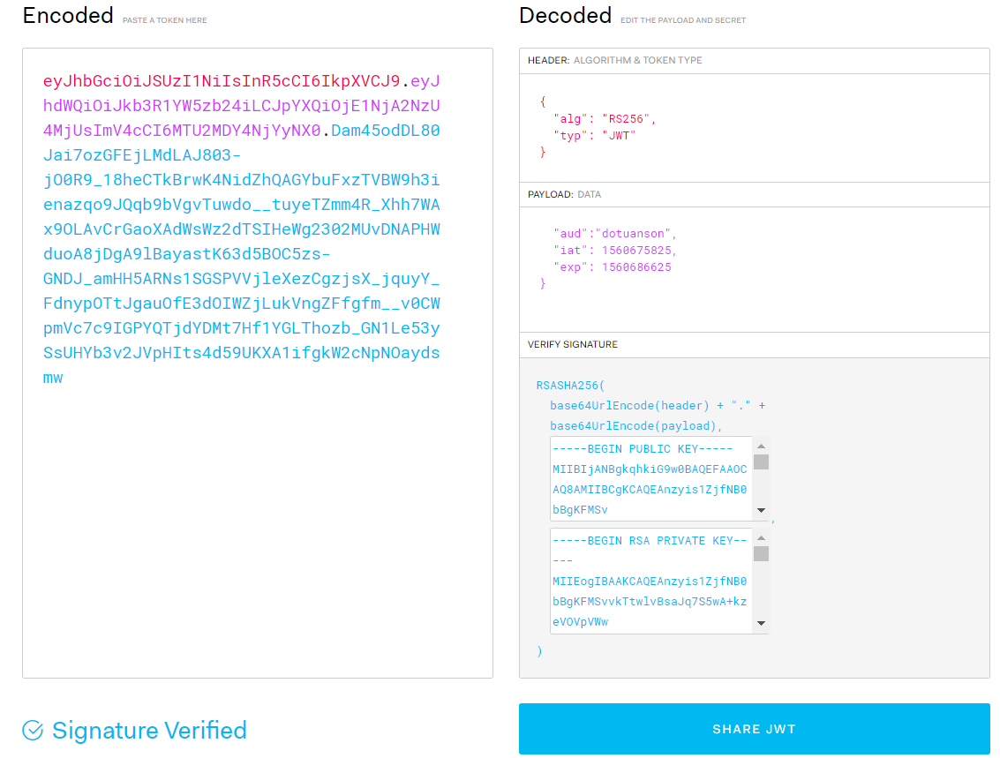 Encoded PASTE A TOKEN HERE
eyJhbGciOiJSUzI1NiIsInR5cCI6IkpXVCJ9.eyJ
hdWQiOiJkb3R1YW5zb24iLCJpYXQiOjE1NjA2NzU
4MjUsImV4cCI6MTU2MDY4NjYyNX0.Dam45odDL80
Jai7ozGFEjLMdLAJ803-
jO0R9_18heCTkBrwK4NidZhQAGYbuFxzTVBW9h3i
enazqo9JQqb9bVgvTuwdo__tuyeTZmm4R_Xhh7WA
x9OLAvCrGaoXAdWsWz2dTSIHeWg2302MUvDNAPHW
duoA8jDgA9lBayastK63d5BOC5zs-
GNDJ_amHH5ARNs1SGSPVVjleXezCgzjsX_jquyY_
FdnypOTtJgauOfE3dOIWZjLukVngZFfgfm__v0CW
pmVc7c9IGPYQTjdYDMt7Hf1YGLThozb_GN1Le53y
SsUHYb3v2JVpHIts4d59UKXA1ifgkW2cNpNOayds
mw
Signature Verified
Decoded EDIT THE PAYLOAD AND SECRET
HEADER: ALGORITHM & TOKEN TYPE
{
"alg": "RS256",
"typ": "JWT"
}
PAYLOAD: DATA
"aud":"dotuanson",
"iat": 1560675825,
"exp": 1560686625
}
VERIFY SIGNATURE
RSASHA256(
base64UrlEncode(header) + "." +
base64UrlEncode(payload),
-----BEGIN PUBLIC KEY-----
MIIBIjANBgkqhkiG9w0BAQEFAAOC
AQ8AMIIBCgKCAQEAnzyis1ZjfNB0
bBgKFMSv
,
-----BEGIN RSA PRIVATE KEY--
---
MIIEogIBAAKCAQEAnzyis1ZjfNB0
bBgKFMSvvkTtwlvBsaJq7S5wA+kz
eVOVpVWw
)
SHARE JWT